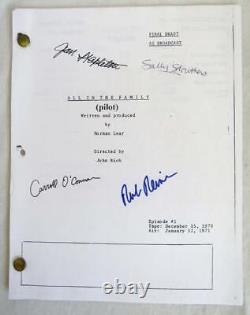 FINAL DRAFT
AS BROADCAST
Jean Stapleton
Sally Struthers
ALL IN THE FAMILY
(pilot)
Written and produced
by
Norman Lear
Directed by
John Rich
Carroll O'Connor
Rob Reiner
Episode #1
Tape: December 15, 1970
Air: January 12, 1971